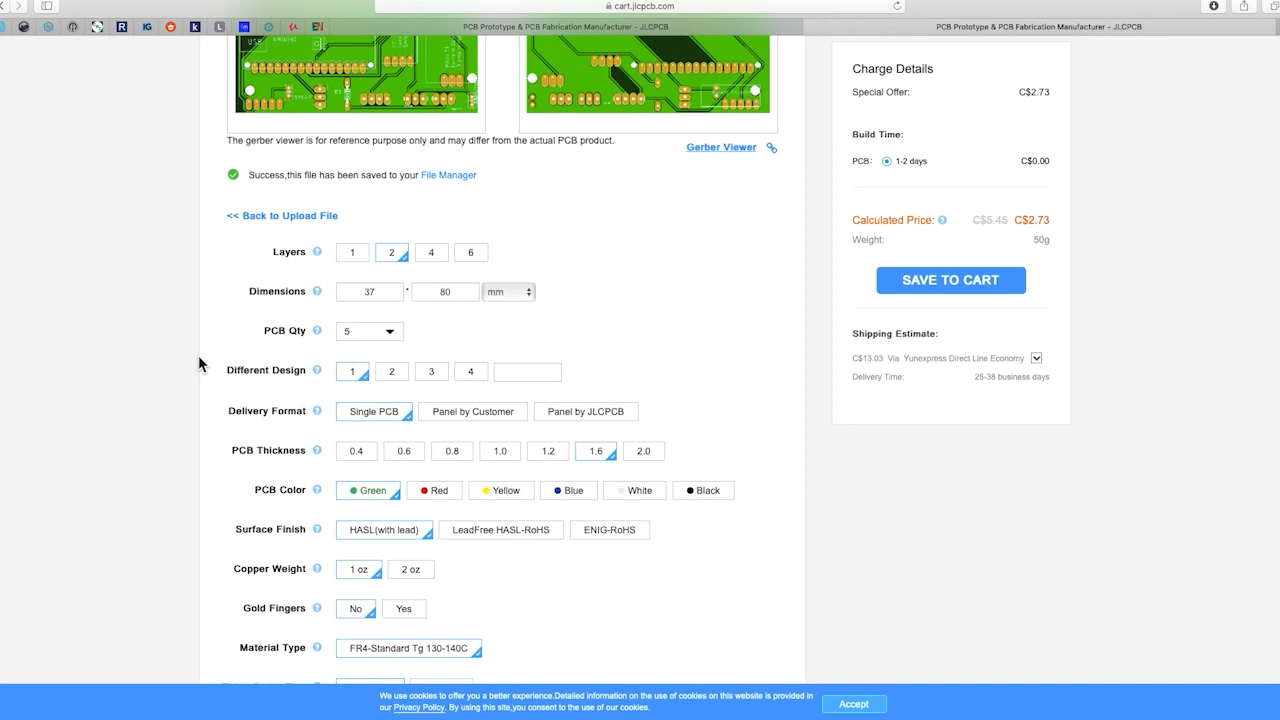 cart.jlcpcb.com
PCB Prototype & PCB Fabrication Manufacturer - JLCPCB
PCB Prototype & PCB Fabrication Manufacturer - JLCPCB
The gerber viewer is for reference purpose only and may differ from the actual PCB product.
Gerber Viewer
Success,this file has been saved to your File Manager
<< Back to Upload File
Layers ? 1 2 4 6
Dimensions ? 37 * 80 mm
PCB Qty ? 5
Different Design ? 1 2 3 4
Delivery Format ? Single PCB Panel by Customer Panel by JLCPCB
PCB Thickness ? 0.4 0.6 0.8 1.0 1.2 1.6 2.0
PCB Color ? Green Red Yellow Blue White Black
Surface Finish ? HASL(with lead) LeadFree HASL-RoHS ENIG-RoHS
Copper Weight ? 1 oz 2 oz
Gold Fingers ? No Yes
Material Type ? FR4-Standard Tg 130-140C
Charge Details
Special Offer: C$2.73
Build Time:
PCB: 1-2 days C$0.00
Calculated Price: ? C$5.45 C$2.73
Weight: 50g
SAVE TO CART
Shipping Estimate:
C$13.03 Via Yunexpress Direct Line Economy
Delivery Time: 25-38 business days
We use cookies to offer you a better experience.Detailed information on the use of cookies on this website is provided in
our Privacy Policy. By using this site,you consent to the use of our cookies.
Accept